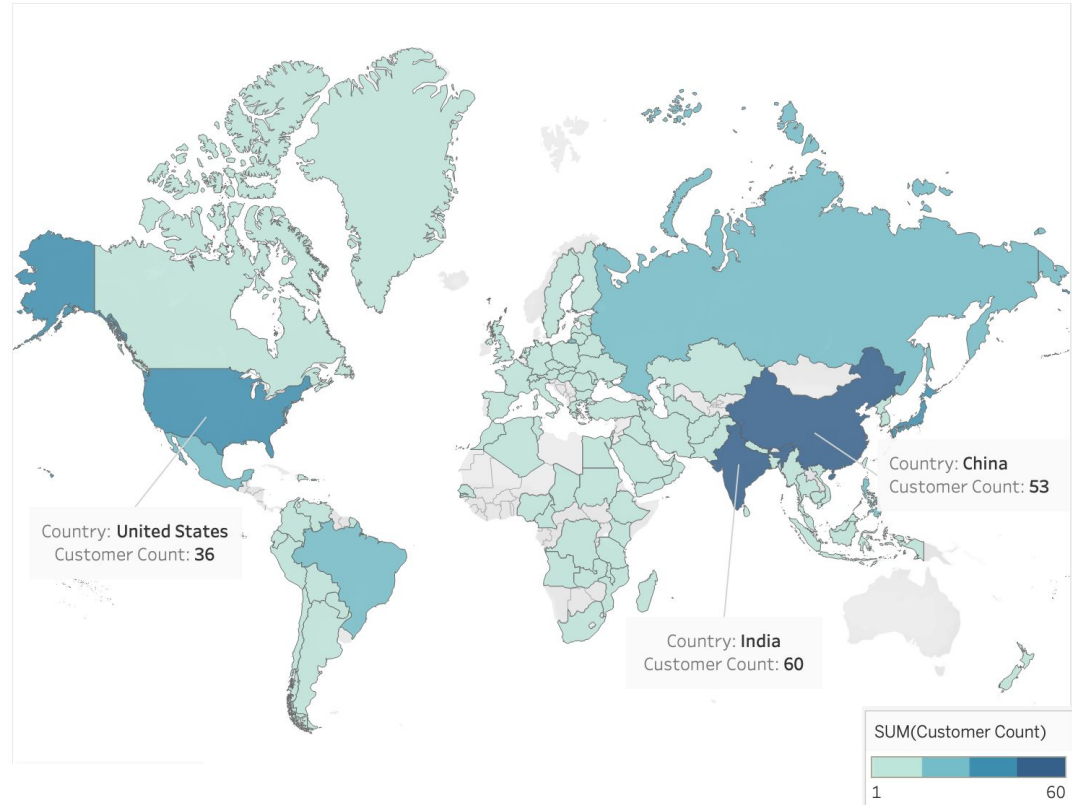 Country: China
Customer Count: 53
Country: United States
Customer Count: 36
Country: India
Customer Count: 60
SUM(Customer Count)
1 60